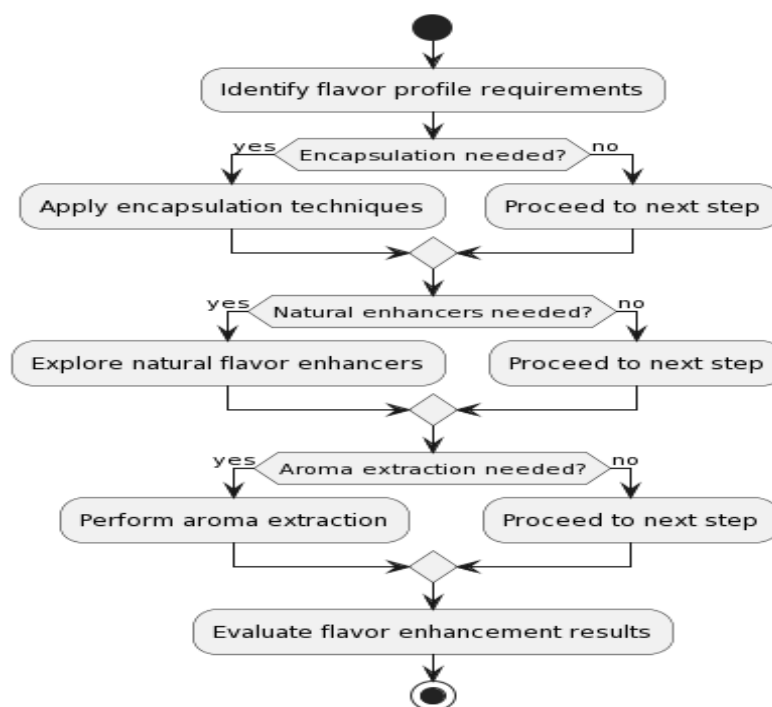 Identify flavor profile requirements
yes
Encapsulation needed?
no
Apply encapsulation techniques
Proceed to next step
yes
Natural enhancers needed?
no
Explore natural flavor enhancers
Proceed to next step
yes
Aroma extraction needed?
no
Perform aroma extraction
Proceed to next step
Evaluate flavor enhancement results